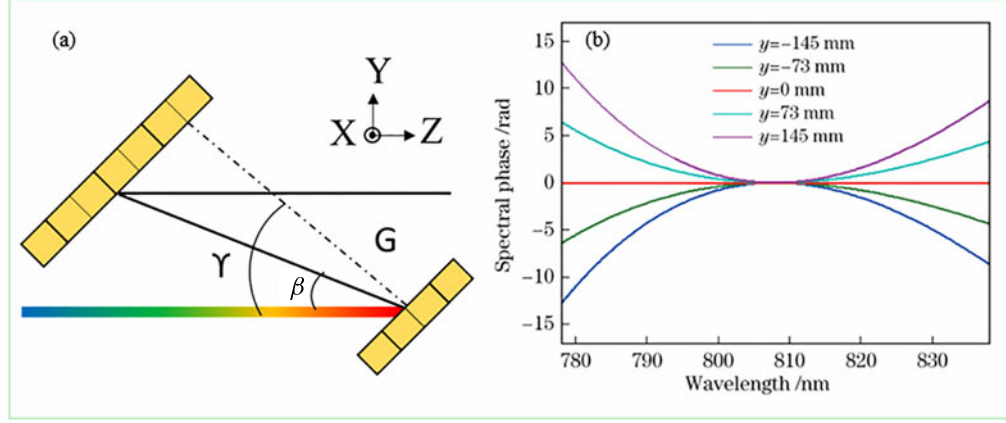 (a)
Y
X
Z
G
ϒ
β
(b)
y=−145 mm
y=−73 mm
y=0 mm
y=73 mm
y=145 mm
Spectral phase /rad
15
10
5
0
−5
−10
−15
780
790
800
810
820
830
Wavelength /nm